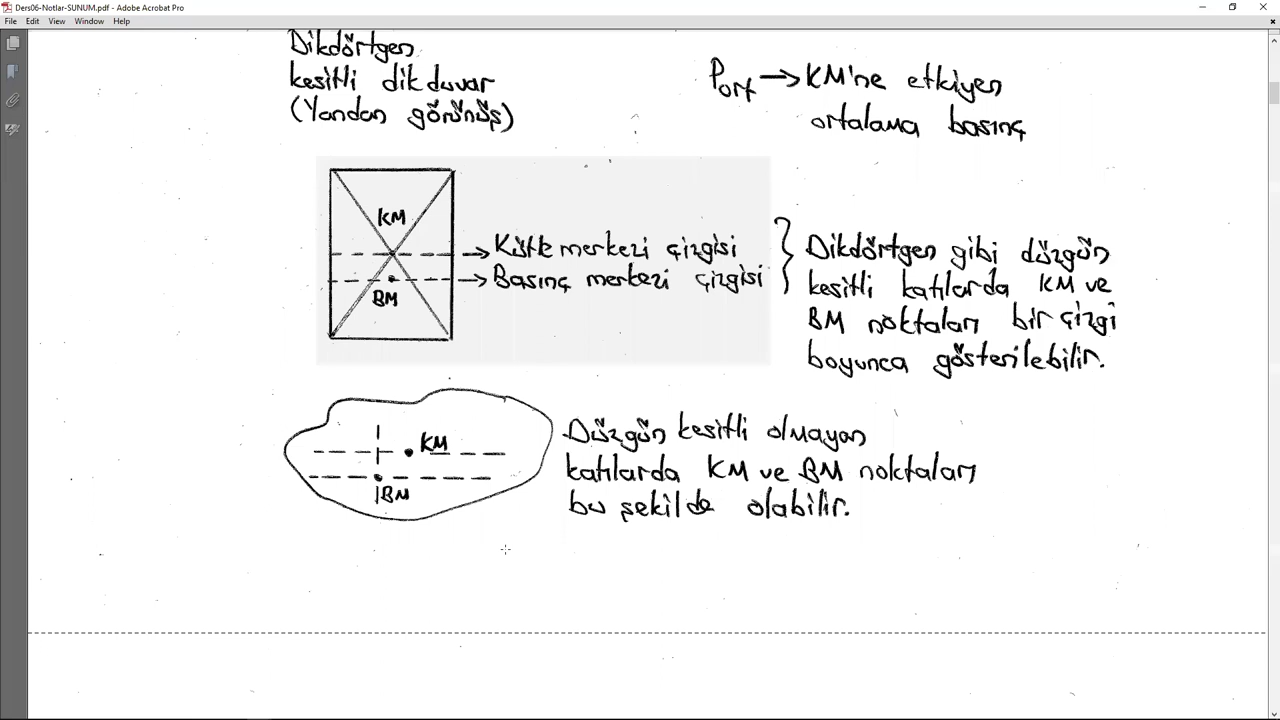 Ders06-Notlar-SUNUM.pdf - Adobe Acrobat Pro
File Edit View Window Help
Dikdörtgen
kesitli dik duvar
(Yandan görünüş)
Port → KM'ne etkiyen
ortalama basınç
KM
Kütle merkezi çizgisi
Basınç merkezi çizgisi
BM
Dikdörtgen gibi düzgün
kesitli katılarda KM ve
BM noktaları bir çizgi
boyunca gösterilebilir.
KM
BM
Düzgün kesitli olmayan
katılarda KM ve BM noktaları
bu şekilde olabilir.